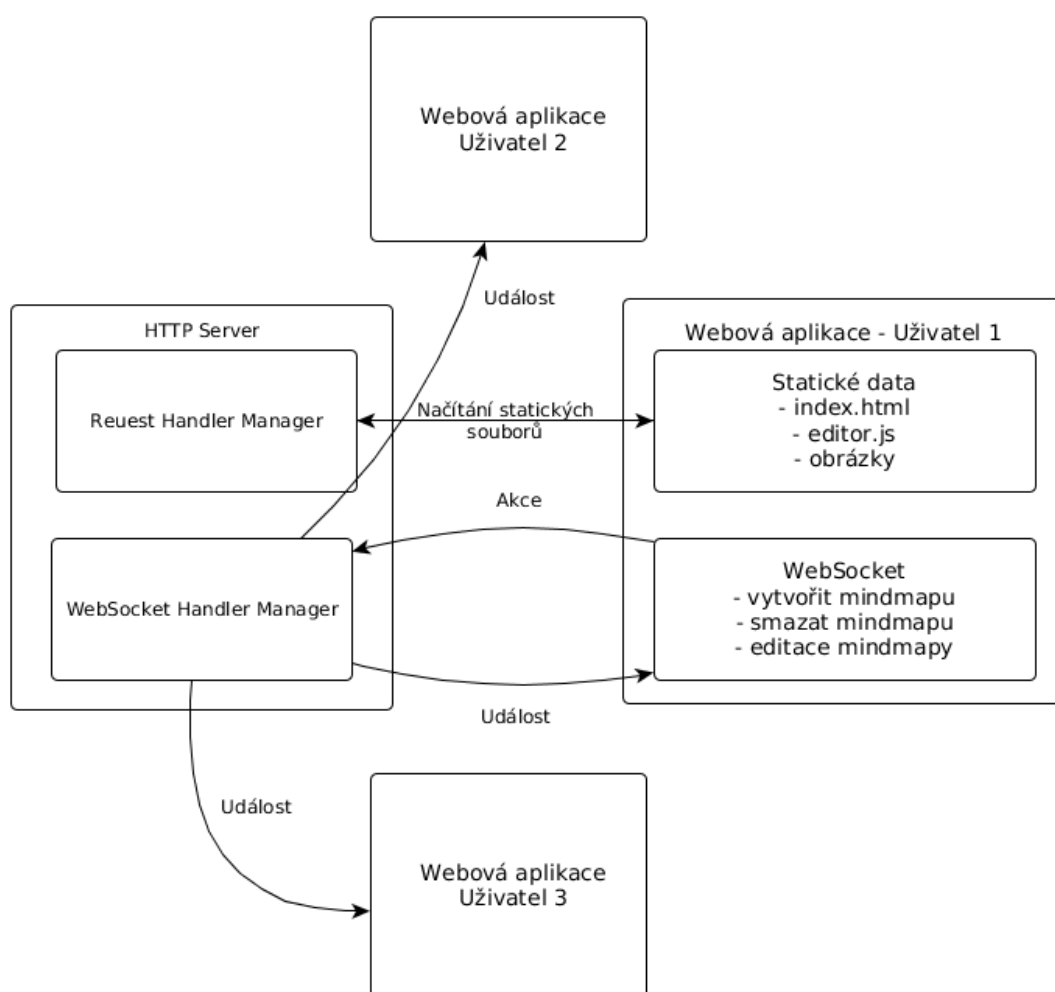 Webová aplikace
Uživatel 2
Událost
HTTP Server
Reuest Handler Manager
WebSocket Handler Manager
Načítání statických
souborů
Webová aplikace - Uživatel 1
Statické data
- index.html
- editor.js
- obrázky
Akce
WebSocket
- vytvořit mindmapu
- smazat mindmapu
- editace mindmapy
Událost
Událost
Webová aplikace
Uživatel 3